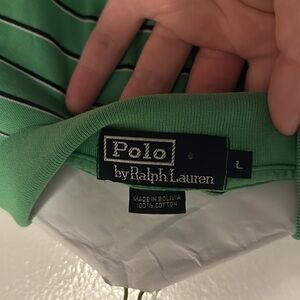 Polo
L
by Ralph Lauren
MADE IN BOLIVIA
100% COTTON